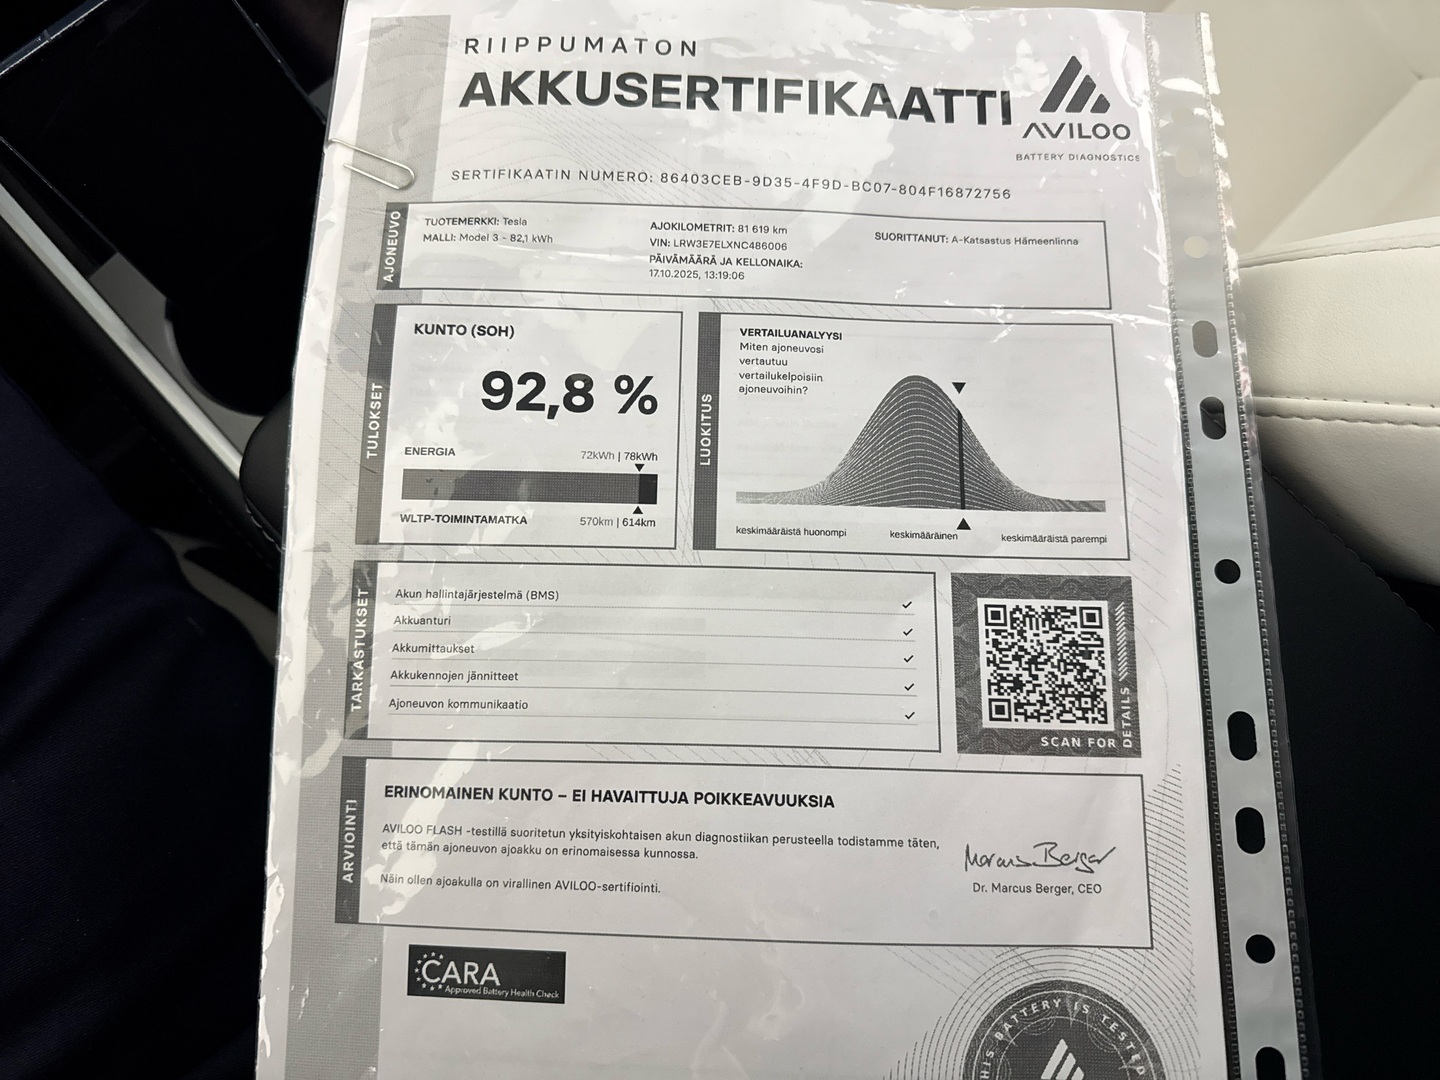 RIIPPUMATON
AKKUSERTIFIKAATTI
AVILOO
BATTERY DIAGNOSTICS
SERTIFIKAATIN NUMERO: 86403CEB-9D35-4F9D-BC07-804F16872756
AJONEUVO
TUOTEMERKKI: Tesla
MALLI: Model 3 - 82,1 kWh
AJOKILOMETRIT: 81 619 km
VIN: LRW3E7ELXNC486006
PÄIVÄMÄÄRÄ JA KELLONAIKA:
17.10.2025, 13:19:06
SUORITTANUT: A-Katsastus Hämeenlinna
TULOKSET
KUNTO (SOH)
92,8 %
ENERGIA 72kWh | 78kWh
WLTP-TOIMINTAMATKA 570km | 614km
LUOKITUS
VERTAILUANALYYSI
Miten ajoneuvosi
vertautuu
vertailukelpoisiin
ajoneuvoihin?
keskimääräistä huonompi keskimääräinen keskimääräistä parempi
TARKASTUKSET
Akun hallintajärjestelmä (BMS)
Akkuanturi
Akkumittaukset
Akkukennojen jännitteet
Ajoneuvon kommunikaatio
SCAN FOR
DETAILS
ARVIOINTI
ERINOMAINEN KUNTO – EI HAVAITTUJA POIKKEAVUUKSIA
AVILOO FLASH -testillä suoritetun yksityiskohtaisen akun diagnostiikan perusteella todistamme täten,
että tämän ajoneuvon ajoakku on erinomaisessa kunnossa.
Näin ollen ajoakulla on virallinen AVILOO-sertifiointi.
Marcus Berger
Dr. Marcus Berger, CEO
CARA
Approved Battery Health Check
THIS BATTERY IS TESTED